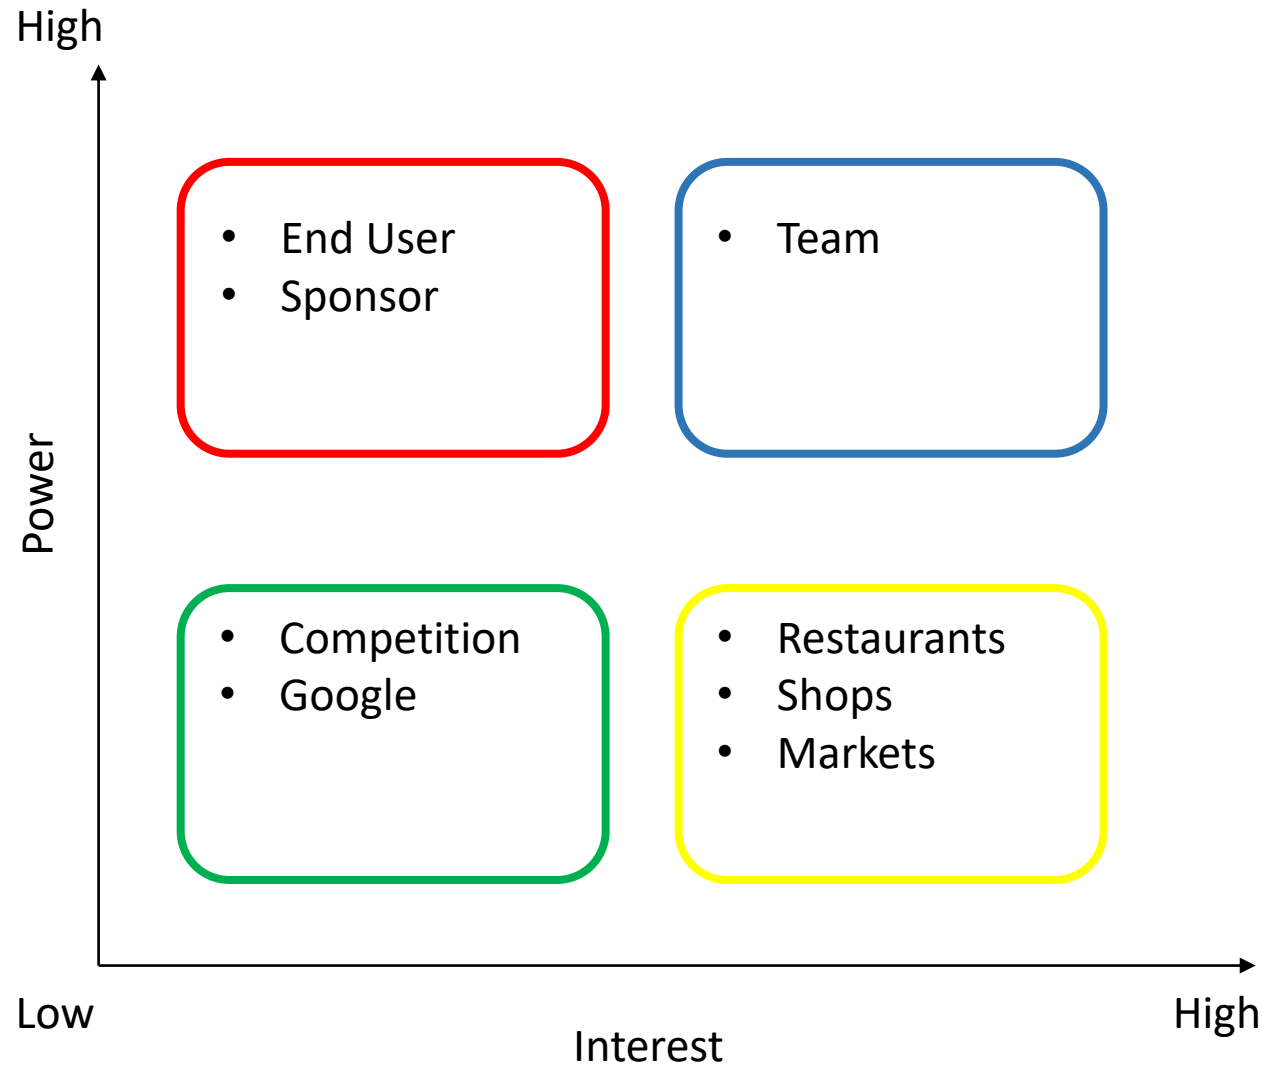 High
Power
• End User
• Sponsor
• Team
• Competition
• Google
• Restaurants
• Shops
• Markets
Low
Interest
High